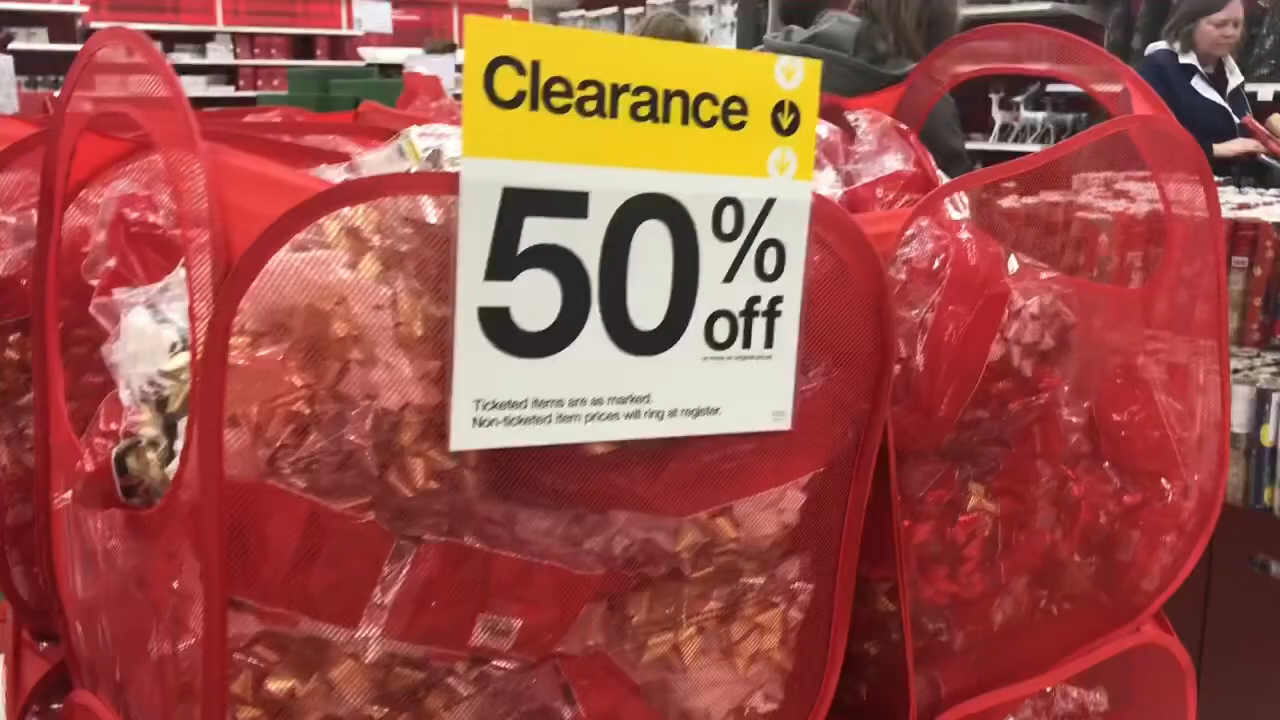 Clearance
50%
off
Ticketed items are as marked.
Non-ticketed item prices will ring at register.